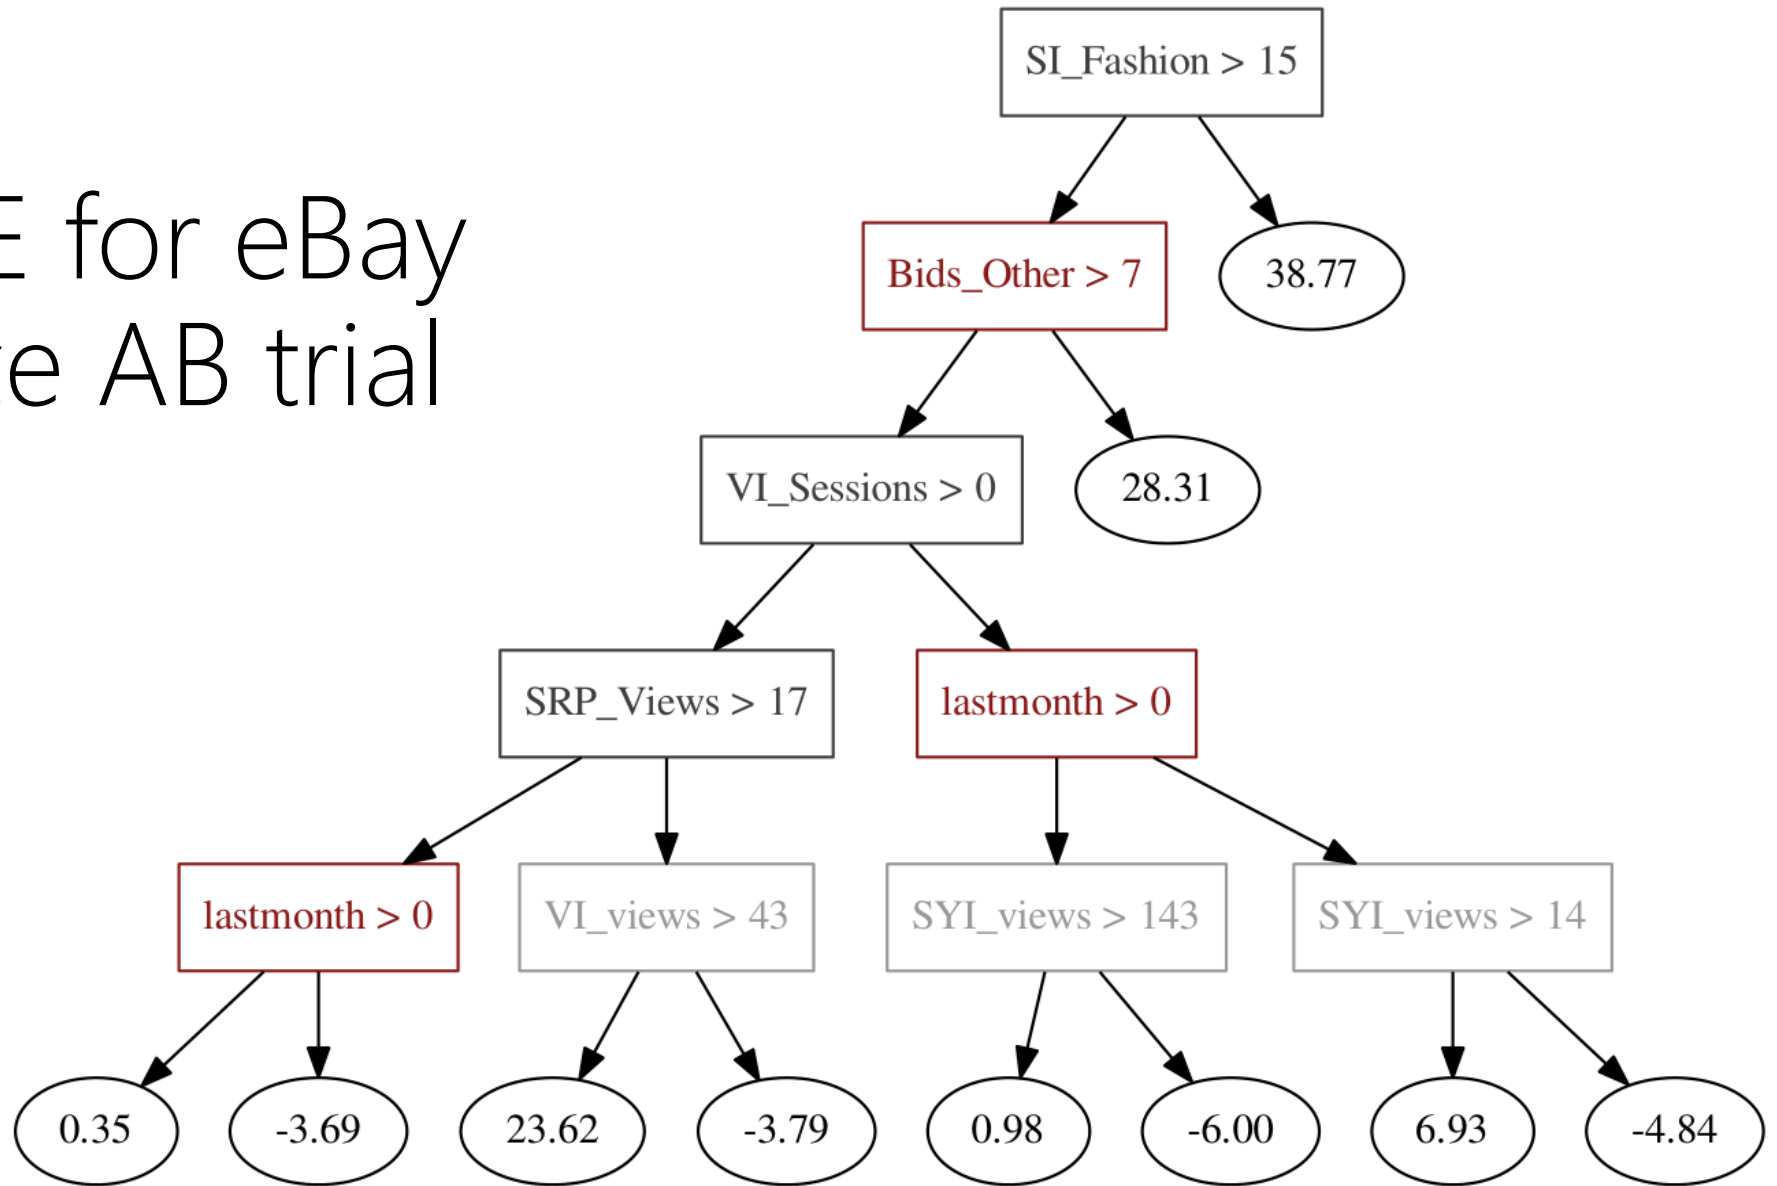 SI_Fashion > 15
E for eBay
Bids_Other > 7
38.77
AB trial
VI_Sessions > 0
28.31
SRP_Views > 17
lastmonth > 0
lastmonth > 0
VI_views > 43
SYI_views > 143
SYI_views > 14
0.35
-3.69
23.62
-3.79
0.98
-6.00
6.93
-4.84